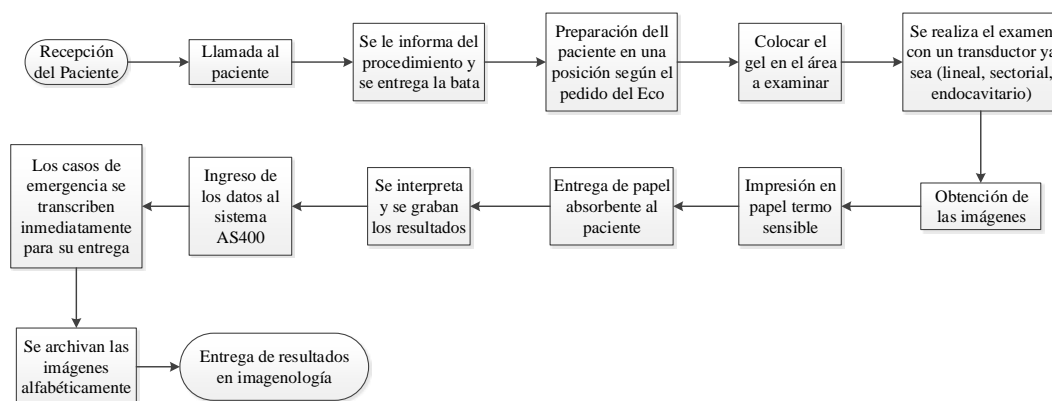 Recepción
del Paciente
Llamada al
paciente
Se le informa del
procedimiento y
se entrega la bata
Preparación dell
paciente en una
posición según el
pedido del Eco
Colocar el
gel en el área
a examinar
Se realiza el examen
con un transductor ya
sea (lineal, sectorial,
endocavitario)
Obtención de
las imágenes
Impresión en
papel termo
sensible
Entrega de papel
absorbente al
paciente
Se interpreta
y se graban
los resultados
Ingreso de
los datos al
sistema
AS400
Los casos de
emergencia se
transcriben
inmediatamente
para su entrega
Se archivan las
imágenes
alfabéticamente
Entrega de resultados
en imagenología